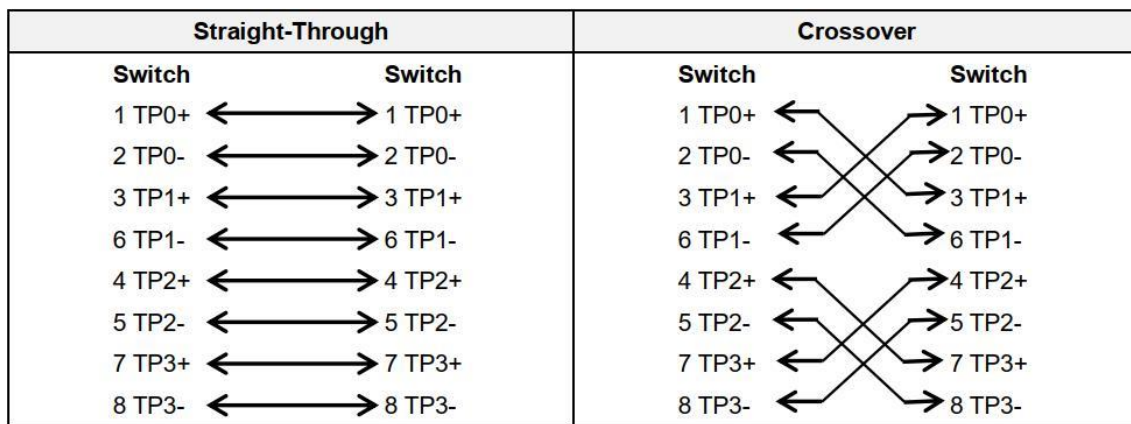 Straight-Through Crossover
Switch Switch Switch Switch
1 TP0+ 1 TP0+ 1 TP0+ 1 TP0+
2 TP0- 2 TP0- 2 TP0- 2 TP0-
3 TP1+ 3 TP1+ 3 TP1+ 3 TP1+
6 TP1- 6 TP1- 6 TP1- 6 TP1-
4 TP2+ 4 TP2+ 4 TP2+ 4 TP2+
5 TP2- 5 TP2- 5 TP2- 5 TP2-
7 TP3+ 7 TP3+ 7 TP3+ 7 TP3+
8 TP3- 8 TP3- 8 TP3- 8 TP3-